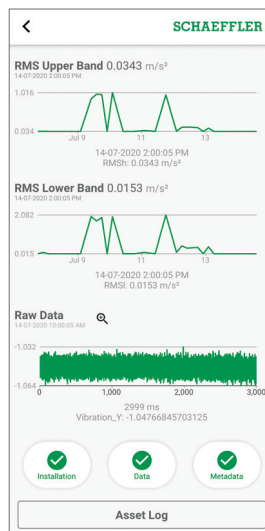 SCHAEFFLER
RMS Upper Band 0.0343 m/s²
14-07-2020 2:00:05 PM
1.016
0.034
Jul 9 11 13
14-07-2020 2:00:05 PM
RMSh: 0.0343 m/s²
RMS Lower Band 0.0153 m/s²
14-07-2020 2:00:05 PM
2.082
0.015
Jul 9 11 13
14-07-2020 2:00:05 PM
RMSl: 0.0153 m/s²
Raw Data
14-07-2020 10:00:05 AM
-1.032
-1.064
0 1,000 2,000 3,000
2999 ms
Vibration_Y: -1.04766845703125
Installation Data Metadata
Asset Log